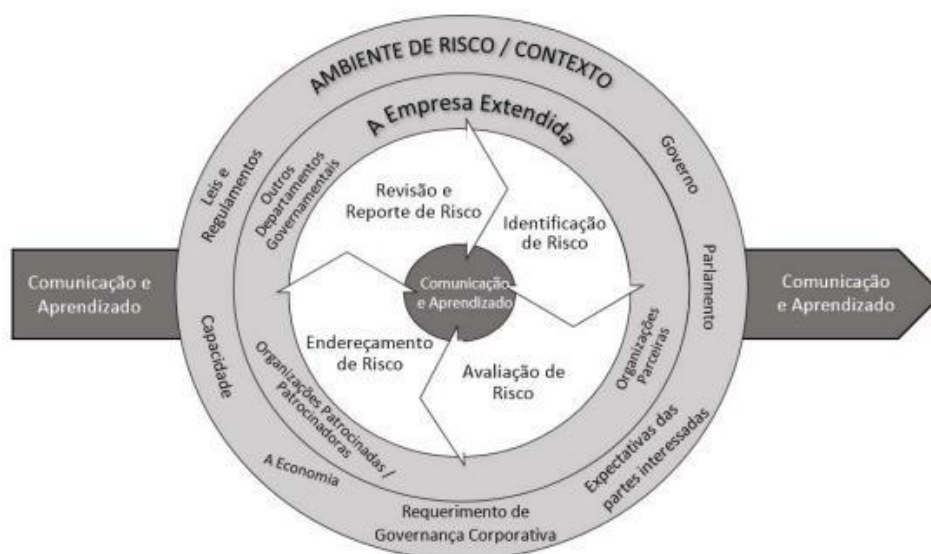 AMBIENTE DE RISCO / CONTEXTO
A Empresa Extendida
Leis e
Regulamentos
Outros
Departamentos
Governamentais
Governo
Revisão e
Reporte de Risco
Identificação
de Risco
Comunicação e
Aprendizado
Comunicação
e Aprendizado
Parlamento
Comunicação
e Aprendizado
Capacidade
Endereçamento
de Risco
Avaliação de
Risco
Organizações
Parceiras
Organizações Patrocinadas /
Patrocinadoras
A Economia
Expectativas das
partes interessadas
Requerimento de
Governança Corporativa